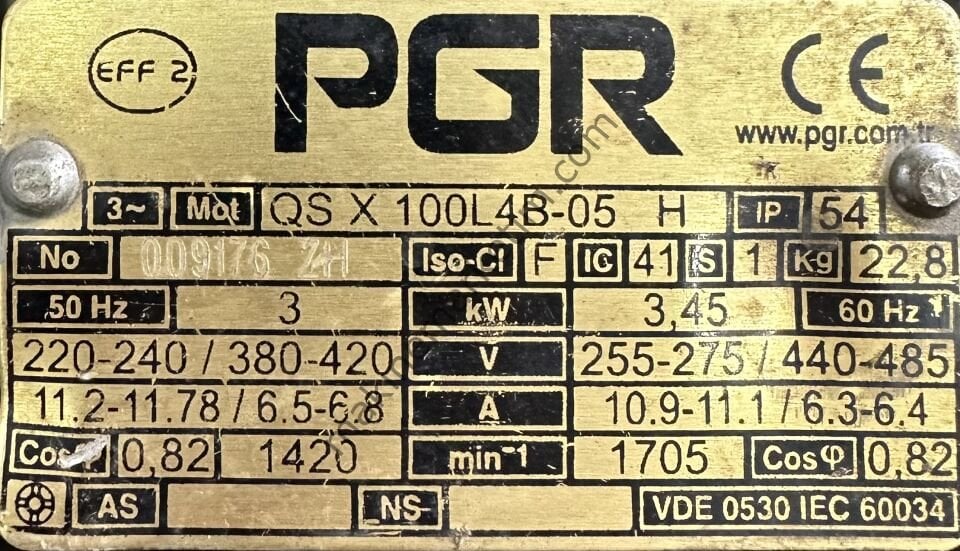 EFF 2
PGR
CE
www.pgr.com.tr
3~ Mot QS X 100L4B-05 H IP 54
No 009176 ZH Iso-Cl F IC 41 S 1 Kg 22,8
50 Hz 3 kW 3,45 60 Hz
220-240 / 380-420 V 255-275 / 440-485
11.2-11.78 / 6.5-6.8 A 10.9-11.1 / 6.3-6.4
Cosφ 0,82 1420 min⁻¹ 1705 Cosφ 0,82
AS NS VDE 0530 IEC 60034